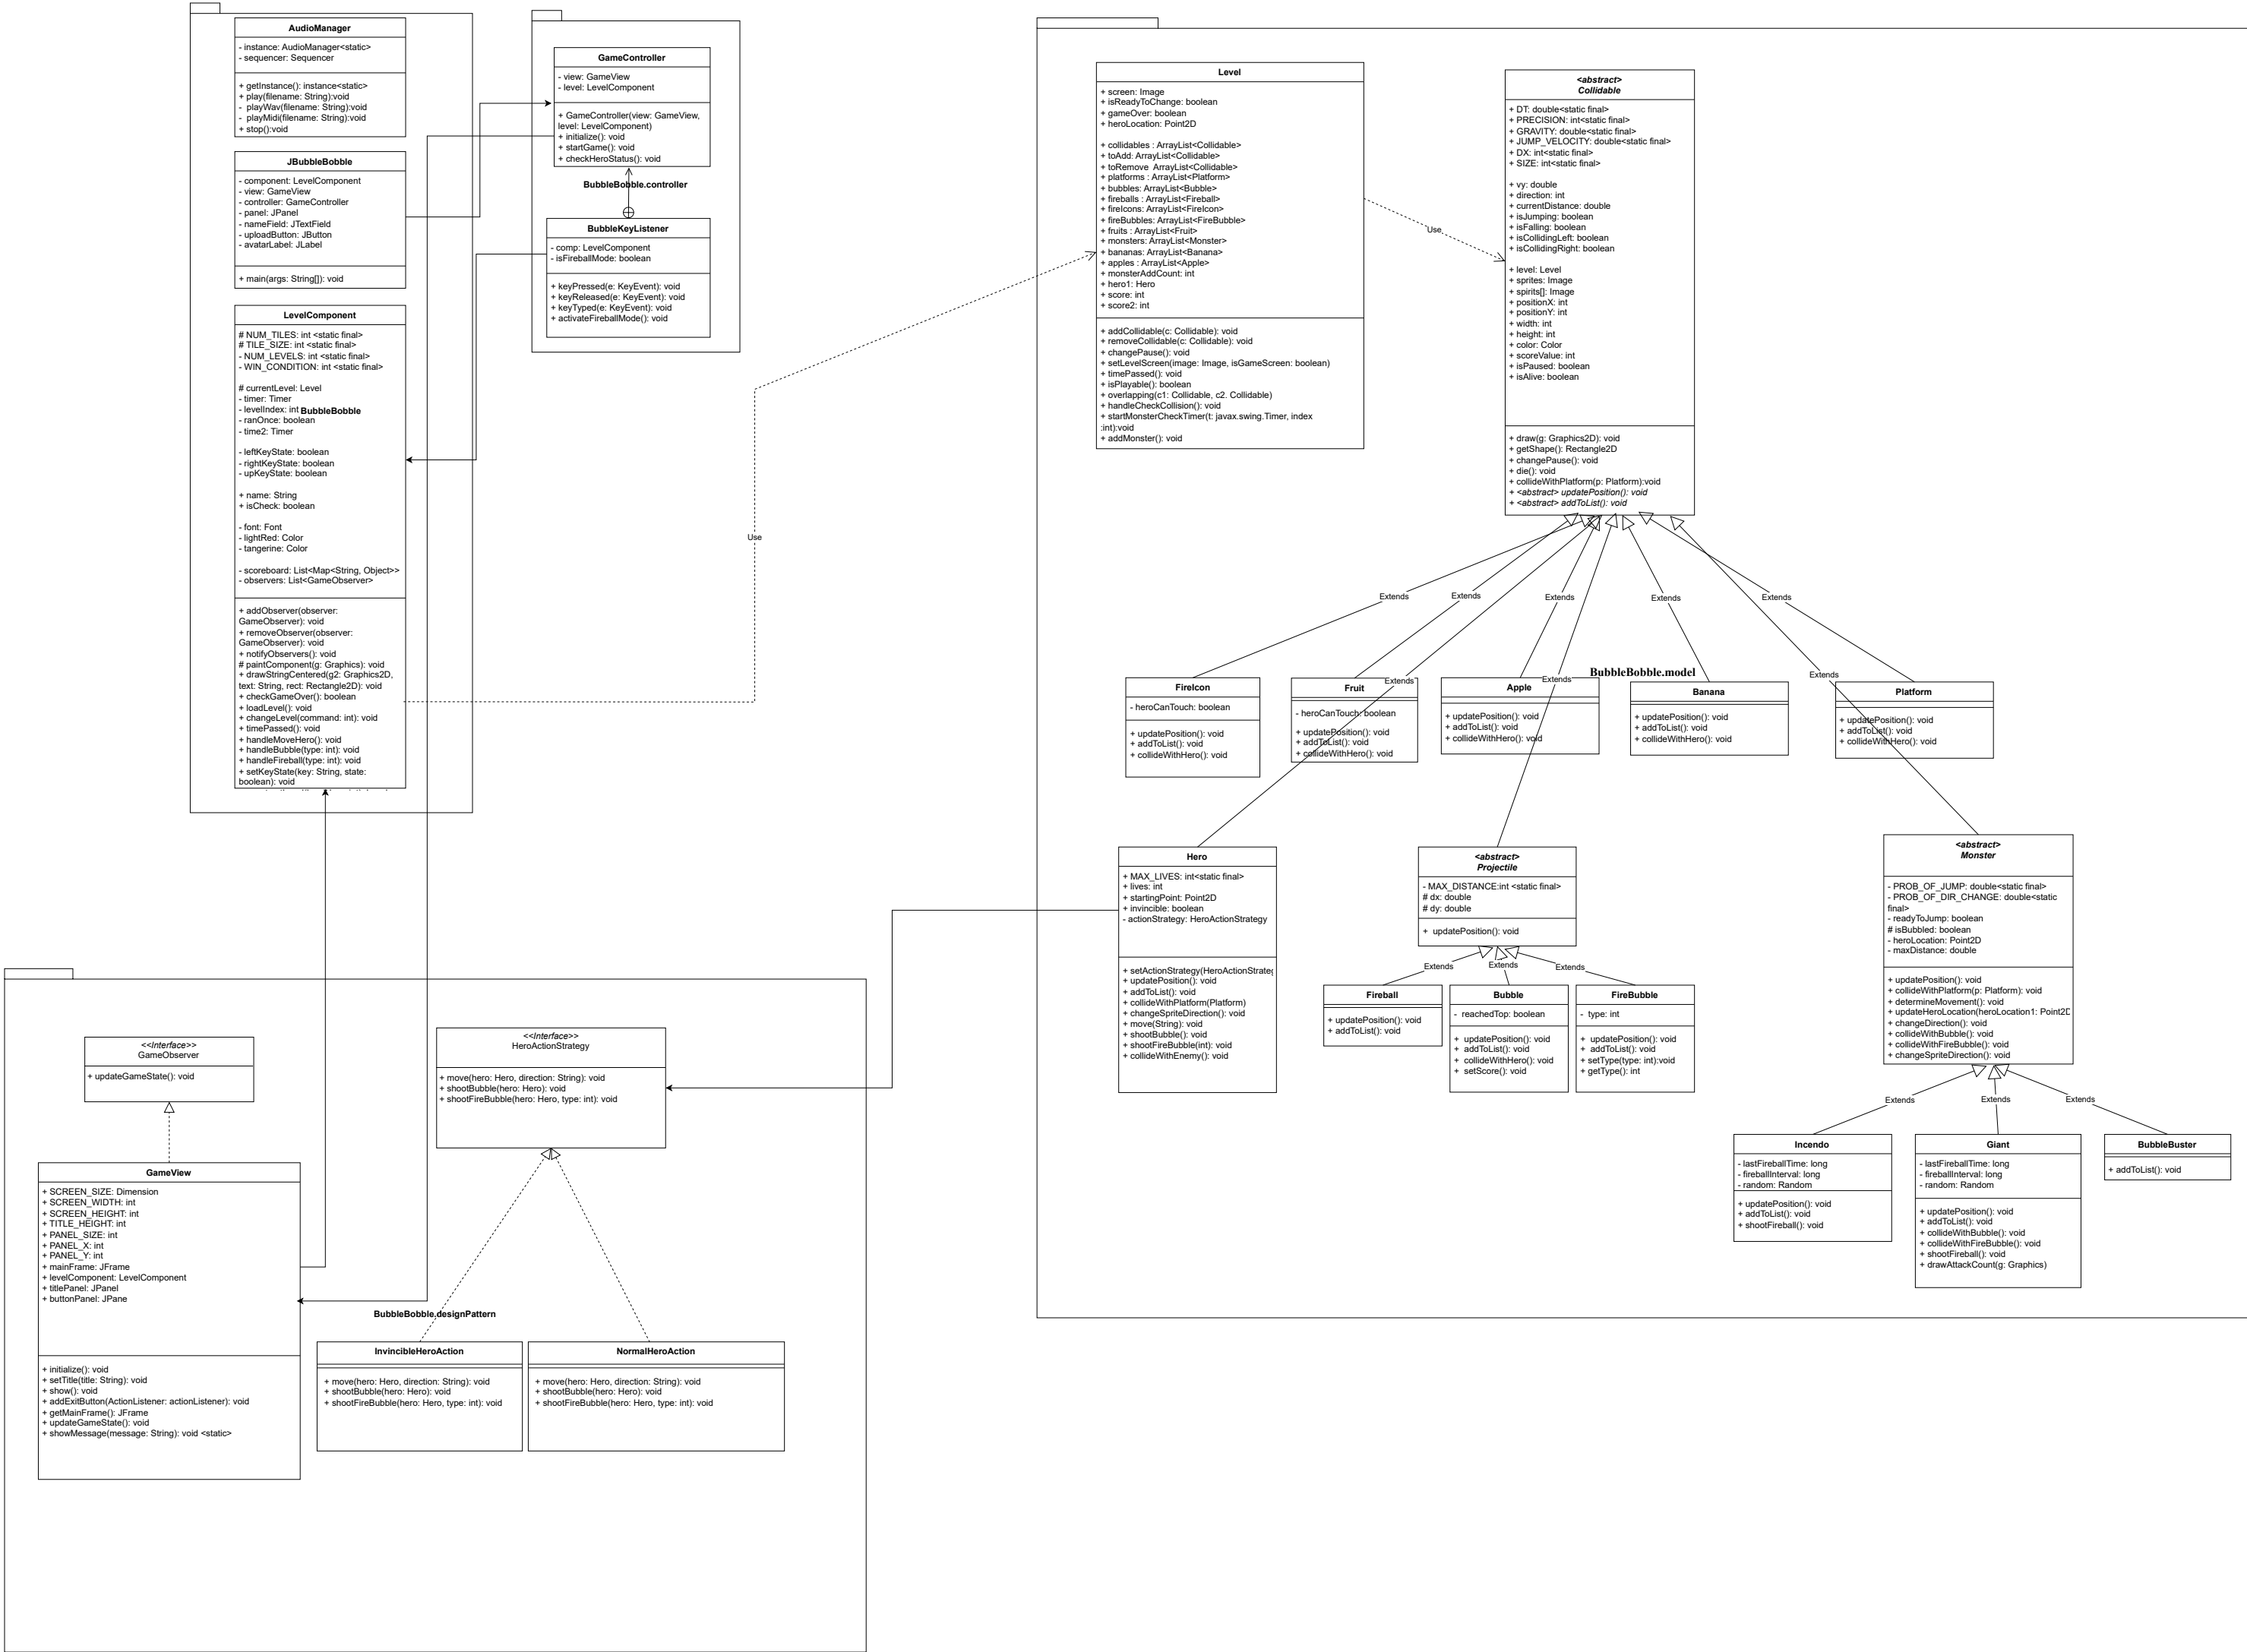 AudioManager
- instance: AudioManager<static>
- sequencer: Sequencer
+ getInstance(): instance<static>
+ play(filename: String):void
-  playWav(filename: String):void
-  playMidi(filename: String):void
+ stop():void
JBubbleBobble
- component: LevelComponent
- view: GameView
- controller: GameController
- panel: JPanel
- nameField: JTextField
- uploadButton: JButton
- avatarLabel: JLabel
+ main(args: String[]): void
LevelComponent
# NUM_TILES: int <static final>
# TILE_SIZE: int <static final>
- NUM_LEVELS: int <static final>
- WIN_CONDITION: int <static final>
# currentLevel: Level
- timer: Timer
- levelIndex: int
BubbleBobble
- ranOnce: boolean
- time2: Timer
- leftKeyState: boolean
- rightKeyState: boolean
- upKeyState: boolean
+ name: String
+ isCheck: boolean
- font: Font
- lightRed: Color
- tangerine: Color
- scoreboard: List<Map<String, Object>>
- observers: List<GameObserver>
+ addObserver(observer:
GameObserver): void
+ removeObserver(observer:
GameObserver): void
+ notifyObservers(): void
# paintComponent(g: Graphics): void
+ drawStringCentered(g2: Graphics2D,
text: String, rect: Rectangle2D): void
+ checkGameOver(): boolean
+ loadLevel(): void
+ changeLevel(command: int): void
+ timePassed(): void
+ handleMoveHero(): void
+ handleBubble(type: int): void
+ handleFireball(type: int): void
+ setKeyState(key: String, state:
boolean): void
GameController
- view: GameView
- level: LevelComponent
+ GameController(view: GameView,
level: LevelComponent)
+ initialize(): void
+ startGame(): void
+ checkHeroStatus(): void
BubbleBobble.controller
BubbleKeyListener
- comp: LevelComponent
- isFireballMode: boolean
+ keyPressed(e: KeyEvent): void
+ keyReleased(e: KeyEvent): void
+ keyTyped(e: KeyEvent): void
+ activateFireballMode(): void
Use
Level
+ screen: Image
+ isReadyToChange: boolean
+ gameOver: boolean
+ heroLocation: Point2D
+ collidables : ArrayList<Collidable>
+ toAdd: ArrayList<Collidable>
+ toRemove  ArrayList<Collidable>
+ platforms : ArrayList<Platform>
+ bubbles: ArrayList<Bubble>
+ fireballs : ArrayList<Fireball>
+ fireIcons: ArrayList<FireIcon>
+ fireBubbles: ArrayList<FireBubble>
+ fruits : ArrayList<Fruit>
+ monsters: ArrayList<Monster>
+ bananas: ArrayList<Banana>
+ apples : ArrayList<Apple>
+ monsterAddCount: int
+ hero1: Hero
+ score: int
+ score2: int
+ addCollidable(c: Collidable): void
+ removeCollidable(c: Collidable): void
+ changePause(): void
+ setLevelScreen(image: Image, isGameScreen: boolean)
+ timePassed(): void
+ isPlayable(): boolean
+ overlapping(c1: Collidable, c2. Collidable)
+ handleCheckCollision(): void
+ startMonsterCheckTimer(t: javax.swing.Timer, index
:int):void
+ addMonster(): void
Use
<abstract>
Collidable
+ DT: double<static final>
+ PRECISION: int<static final>
+ GRAVITY: double<static final>
+ JUMP_VELOCITY: double<static final>
+ DX: int<static final>
+ SIZE: int<static final>
+ vy: double
+ direction: int
+ currentDistance: double
+ isJumping: boolean
+ isFalling: boolean
+ isCollidingLeft: boolean
+ isCollidingRight: boolean
+ level: Level
+ sprites: Image
+ spirits[]: Image
+ positionX: int
+ positionY: int
+ width: int
+ height: int
+ color: Color
+ scoreValue: int
+ isPaused: boolean
+ isAlive: boolean
+ draw(g: Graphics2D): void
+ getShape(): Rectangle2D
+ changePause(): void
+ die(): void
+ collideWithPlatform(p: Platform):void
+ <abstract> updatePosition(): void
+ <abstract> addToList(): void
Extends
Extends
Extends
Extends
Extends
Extends
Extends
Extends
BubbleBobble.model
FireIcon
- heroCanTouch: boolean
+ updatePosition(): void
+ addToList(): void
+ collideWithHero(): void
Fruit
- heroCanTouch: boolean
+ updatePosition(): void
+ addToList(): void
+ collideWithHero(): void
Apple
+ updatePosition(): void
+ addToList(): void
+ collideWithHero(): void
Banana
+ updatePosition(): void
+ addToList(): void
+ collideWithHero(): void
Platform
+ updatePosition(): void
+ addToList(): void
+ collideWithHero(): void
Hero
+ MAX_LIVES: int<static final>
+ lives: int
+ startingPoint: Point2D
+ invincible: boolean
- actionStrategy: HeroActionStrategy
+ setActionStrategy(HeroActionStrateg
+ updatePosition(): void
+ addToList(): void
+ collideWithPlatform(Platform)
+ changeSpriteDirection(): void
+ move(String): void
+ shootBubble(): void
+ shootFireBubble(int): void
+ collideWithEnemy(): void
<abstract>
Projectile
- MAX_DISTANCE:int <static final>
# dx: double
# dy: double
+  updatePosition(): void
Extends
Extends
Extends
Fireball
+ updatePosition(): void
+ addToList(): void
Bubble
-  reachedTop: boolean
+  updatePosition(): void
+  addToList(): void
+  collideWithHero(): void
+  setScore(): void
FireBubble
-  type: int
+  updatePosition(): void
+  addToList(): void
+ setType(type: int):void
+ getType(): int
<abstract>
Monster
- PROB_OF_JUMP: double<static final>
- PROB_OF_DIR_CHANGE: double<static
final>
- readyToJump: boolean
# isBubbled: boolean
- heroLocation: Point2D
- maxDistance: double
+ updatePosition(): void
+ collideWithPlatform(p: Platform): void
+ determineMovement(): void
+ updateHeroLocation(heroLocation1: Point2D
+ changeDirection(): void
+ collideWithBubble(): void
+ collideWithFireBubble(): void
+ changeSpriteDirection(): void
Extends
Extends
Extends
Incendo
- lastFireballTime: long
- fireballInterval: long
- random: Random
+ updatePosition(): void
+ addToList(): void
+ shootFireball(): void
Giant
- lastFireballTime: long
- fireballInterval: long
- random: Random
+ updatePosition(): void
+ addToList(): void
+ collideWithBubble(): void
+ collideWithFireBubble(): void
+ shootFireball(): void
+ drawAttackCount(g: Graphics)
BubbleBuster
+ addToList(): void
<<Interface>>
GameObserver
+ updateGameState(): void
<<Interface>>
HeroActionStrategy
+ move(hero: Hero, direction: String): void
+ shootBubble(hero: Hero): void
+ shootFireBubble(hero: Hero, type: int): void
GameView
+ SCREEN_SIZE: Dimension
+ SCREEN_WIDTH: int
+ SCREEN_HEIGHT: int
+ TITLE_HEIGHT: int
+ PANEL_SIZE: int
+ PANEL_X: int
+ PANEL_Y: int
+ mainFrame: JFrame
+ levelComponent: LevelComponent
+ titlePanel: JPanel
+ buttonPanel: JPane
+ initialize(): void
+ setTitle(title: String): void
+ show(): void
+ addExitButton(ActionListener: actionListener): void
+ getMainFrame(): JFrame
+ updateGameState(): void
+ showMessage(message: String): void <static>
BubbleBobble.designPattern
InvincibleHeroAction
+ move(hero: Hero, direction: String): void
+ shootBubble(hero: Hero): void
+ shootFireBubble(hero: Hero, type: int): void
NormalHeroAction
+ move(hero: Hero, direction: String): void
+ shootBubble(hero: Hero): void
+ shootFireBubble(hero: Hero, type: int): void